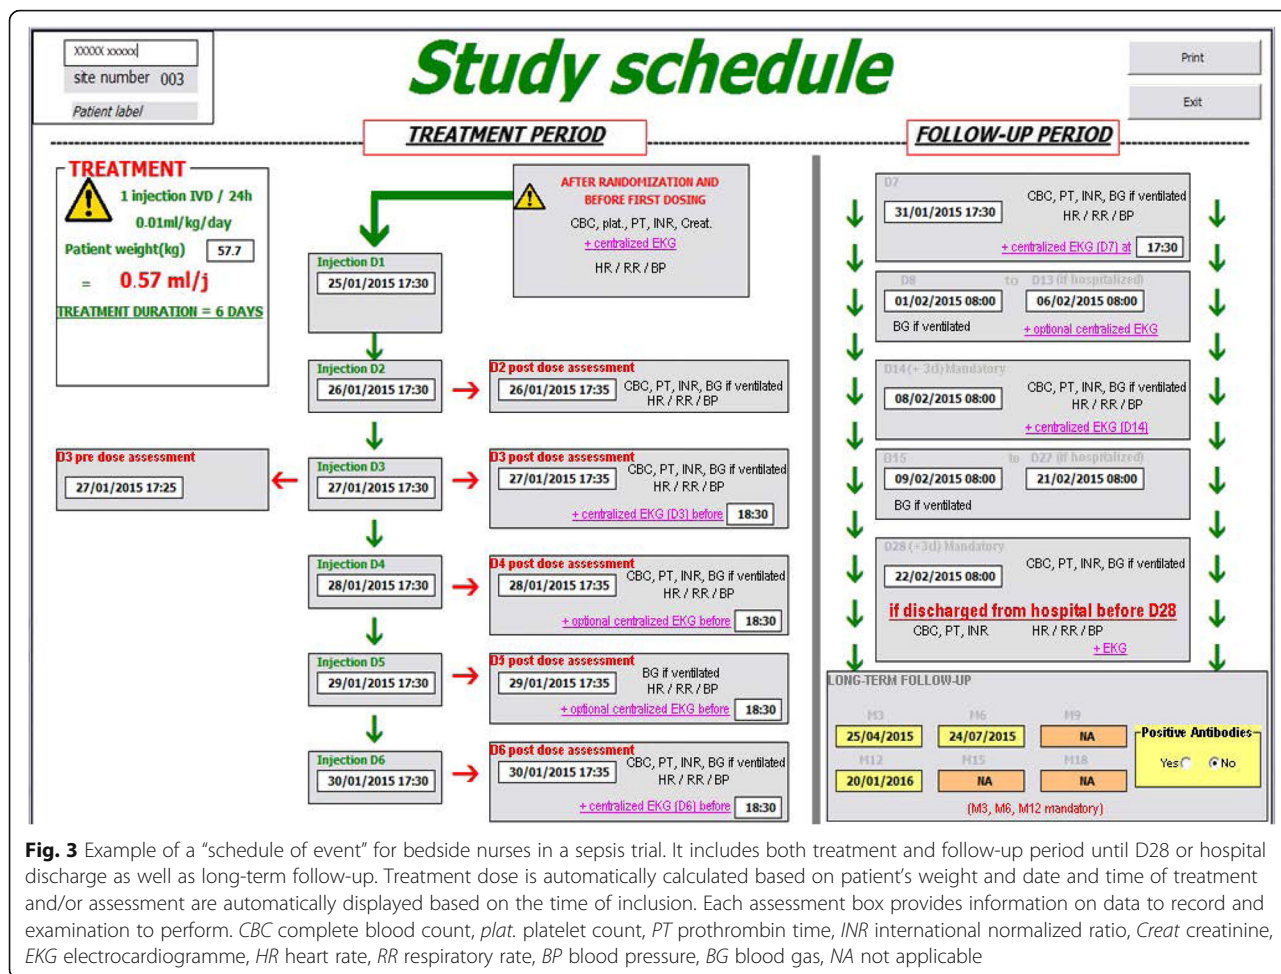 XXXXX xxxxx
site number 003
Patient label
Study schedule
Print
Exit
TREATMENT PERIOD
FOLLOW-UP PERIOD
TREATMENT
1 injection IVD / 24h
0.01ml/kg/day
Patient weight(kg) 57.7
= 0.57 ml/j
TREATMENT DURATION = 6 DAYS
AFTER RANDOMIZATION AND
BEFORE FIRST DOSING
CBC, plat., PT, INR, Creat.
+ centralized EKG
HR / RR / BP
Injection D1
25/01/2015 17:30
Injection D2
26/01/2015 17:30
D2 post dose assessment
26/01/2015 17:35 CBC, PT, INR, BG if ventilated
HR / RR / BP
D3 pre dose assessment
27/01/2015 17:25
Injection D3
27/01/2015 17:30
D3 post dose assessment
27/01/2015 17:35 CBC, PT, INR, BG if ventilated
HR / RR / BP
+ centralized EKG (D3) before 18:30
Injection D4
28/01/2015 17:30
D4 post dose assessment
28/01/2015 17:35 CBC, PT, INR, BG if ventilated
HR / RR / BP
+ optional centralized EKG before 18:30
Injection D5
29/01/2015 17:30
D5 post dose assessment
29/01/2015 17:35 BG if ventilated
HR / RR / BP
+ optional centralized EKG before 18:30
Injection D6
30/01/2015 17:30
D6 post dose assessment
30/01/2015 17:35 CBC, PT, INR, BG if ventilated
HR / RR / BP
+ centralized EKG (D6) before 18:30
D7
31/01/2015 17:30 CBC, PT, INR, BG if ventilated
HR / RR / BP
+ centralized EKG (D7) at 17:30
D8 to D13 (if hospitalized)
01/02/2015 08:00 06/02/2015 08:00
BG if ventilated + optional centralized EKG
D14 (+ 3d) Mandatory
08/02/2015 08:00 CBC, PT, INR, BG if ventilated
HR / RR / BP
+ centralized EKG (D14)
D15 to D27 (if hospitalized)
09/02/2015 08:00 21/02/2015 08:00
BG if ventilated
D28 (+3d) Mandatory
22/02/2015 08:00 CBC, PT, INR, BG if ventilated
if discharged from hospital before D28
CBC, PT, INR HR / RR / BP
+ EKG
LONG-TERM FOLLOW-UP
M3 M6 M9
25/04/2015 24/07/2015 NA
M12 M15 M18
20/01/2016 NA NA
Positive Antibodies
Yes No
(M3, M6, M12 mandatory)
Fig. 3 Example of a “schedule of event” for bedside nurses in a sepsis trial. It includes both treatment and follow-up period until D28 or hospital
discharge as well as long-term follow-up. Treatment dose is automatically calculated based on patient’s weight and date and time of treatment
and/or assessment are automatically displayed based on the time of inclusion. Each assessment box provides information on data to record and
examination to perform. CBC complete blood count, plat. platelet count, PT prothrombin time, INR international normalized ratio, Creat creatinine,
EKG electrocardiogramme, HR heart rate, RR respiratory rate, BP blood pressure, BG blood gas, NA not applicable